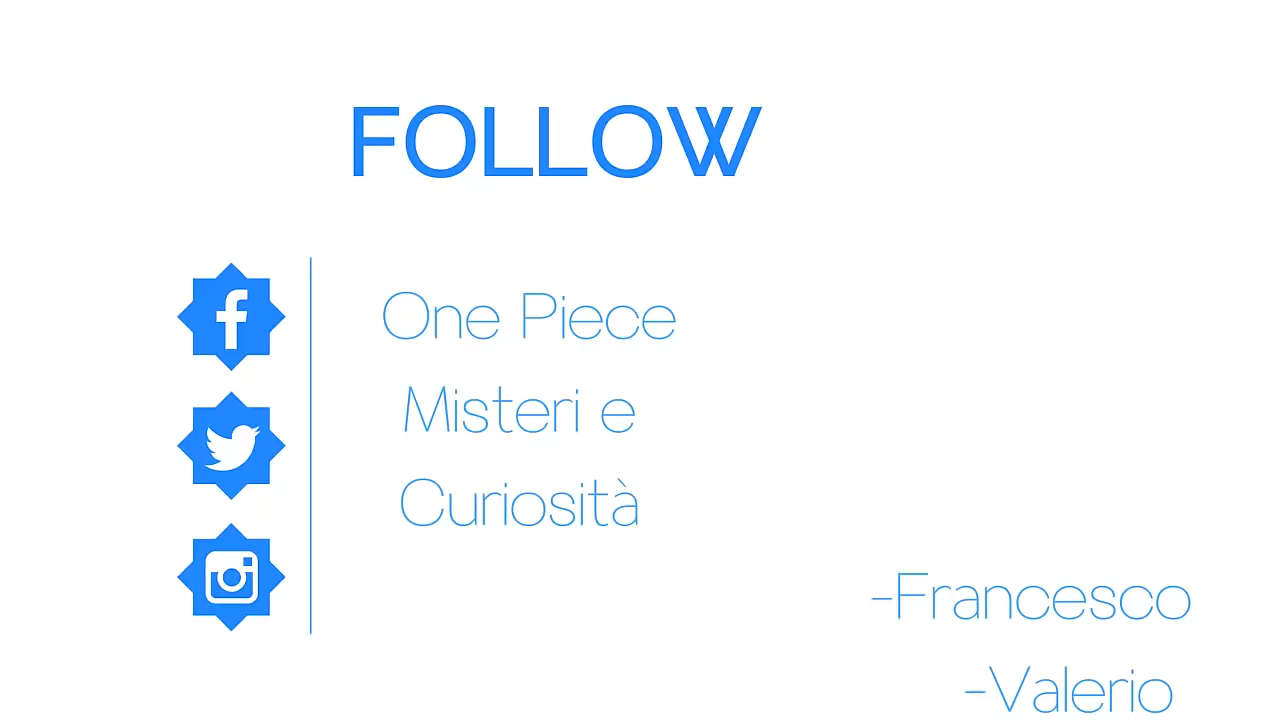 FOLLOW
One Piece
Misteri e
Curiosità
-Francesco
-Valerio